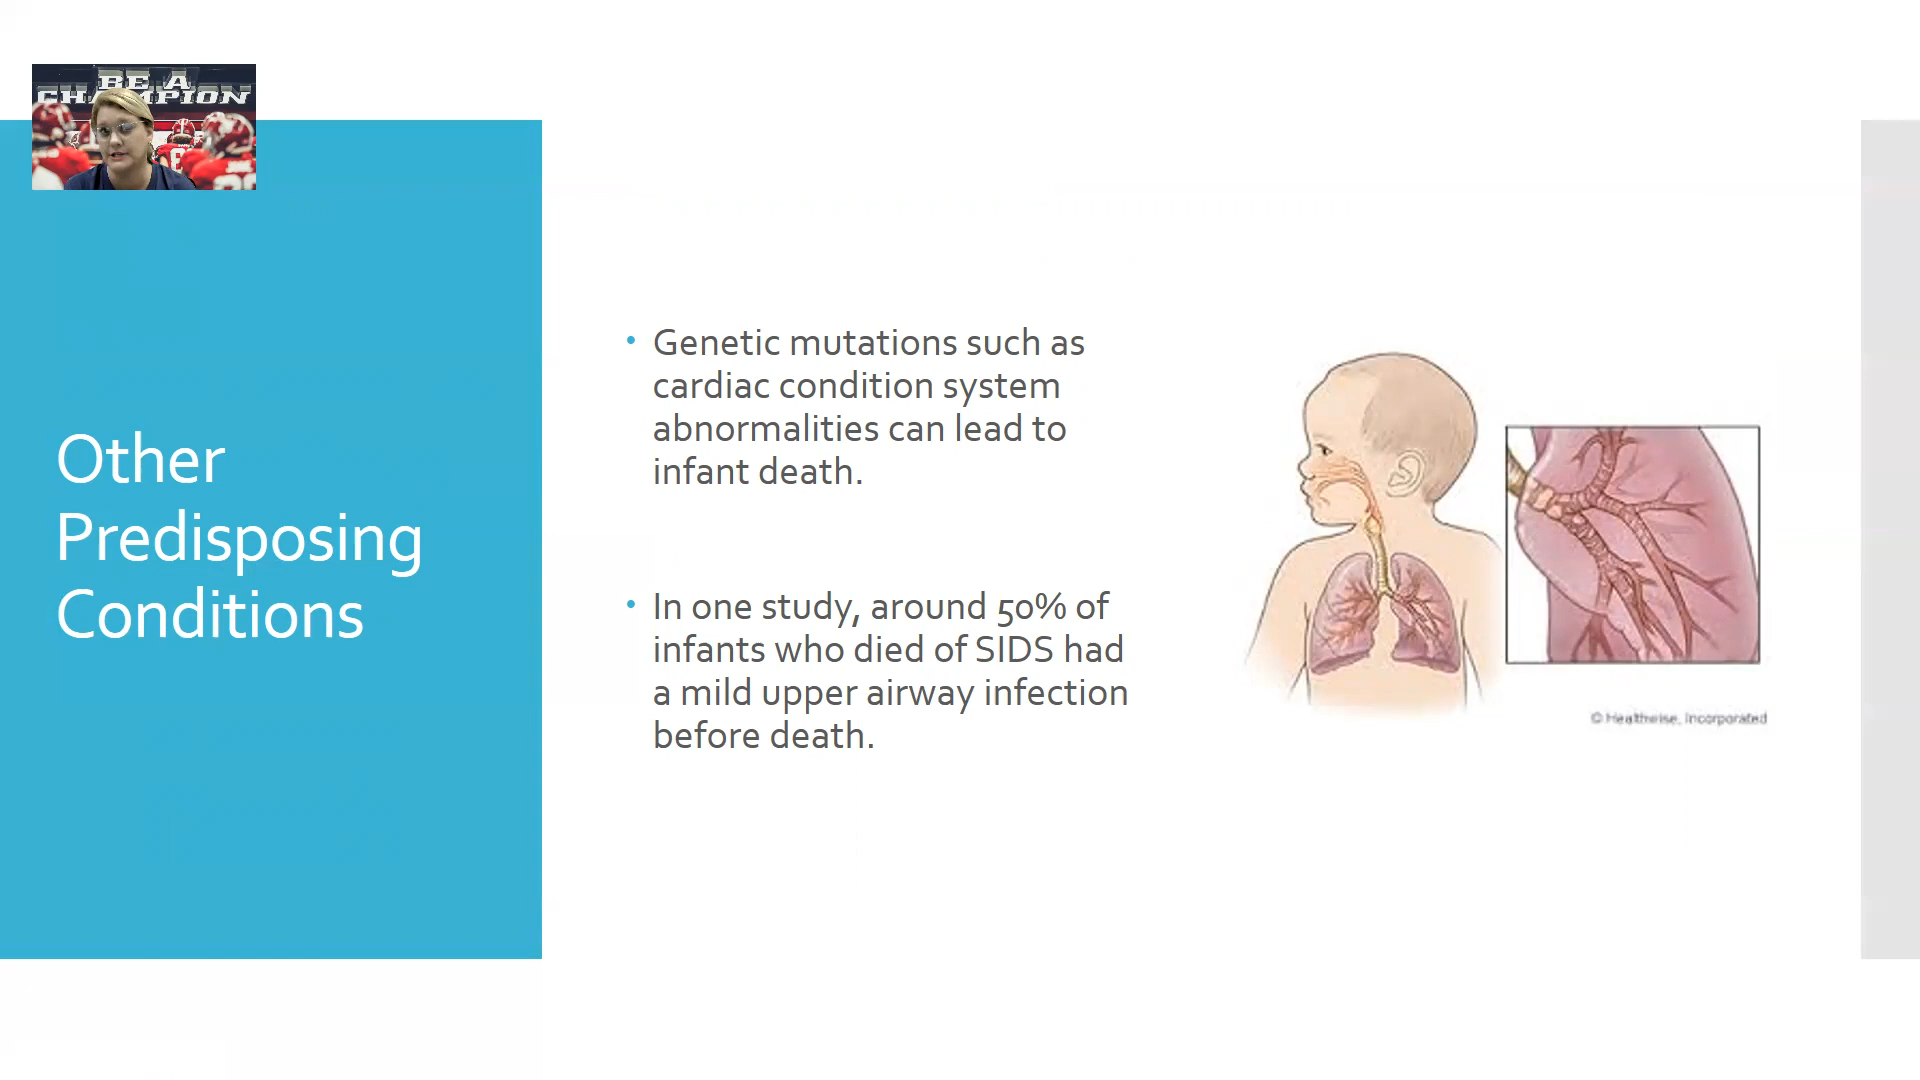 BE A
CHAMPION
Other
Predisposing
Conditions
• Genetic mutations such as
cardiac condition system
abnormalities can lead to
infant death.
• In one study, around 50% of
infants who died of SIDS had
a mild upper airway infection
before death.
© Healthwise, Incorporated